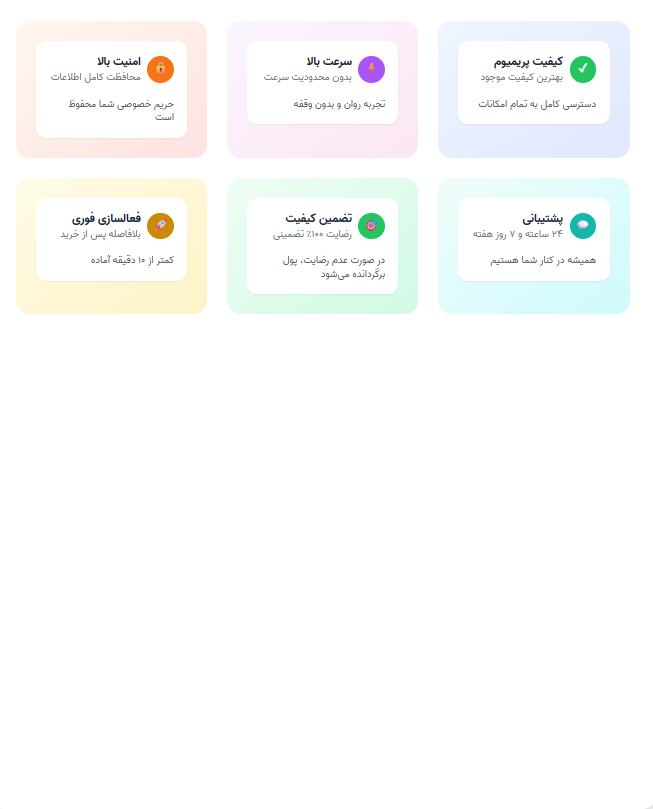 کیفیت پریمیوم
بهترین کیفیت موجود
دسترسی کامل به تمام امکانات
سرعت بالا
بدون محدودیت سرعت
تجربه روان و بدون وقفه
امنیت بالا
محافظت کامل اطلاعات
حریم خصوصی شما محفوظ
است
پشتیبانی
۲۴ ساعته و ۷ روز هفته
همیشه در کنار شما هستیم
تضمین کیفیت
رضایت ۱۰۰٪ تضمینی
در صورت عدم رضایت، پول
برگردانده می‌شود
فعالسازی فوری
بلافاصله پس از خرید
کمتر از ۱۰ دقیقه آماده